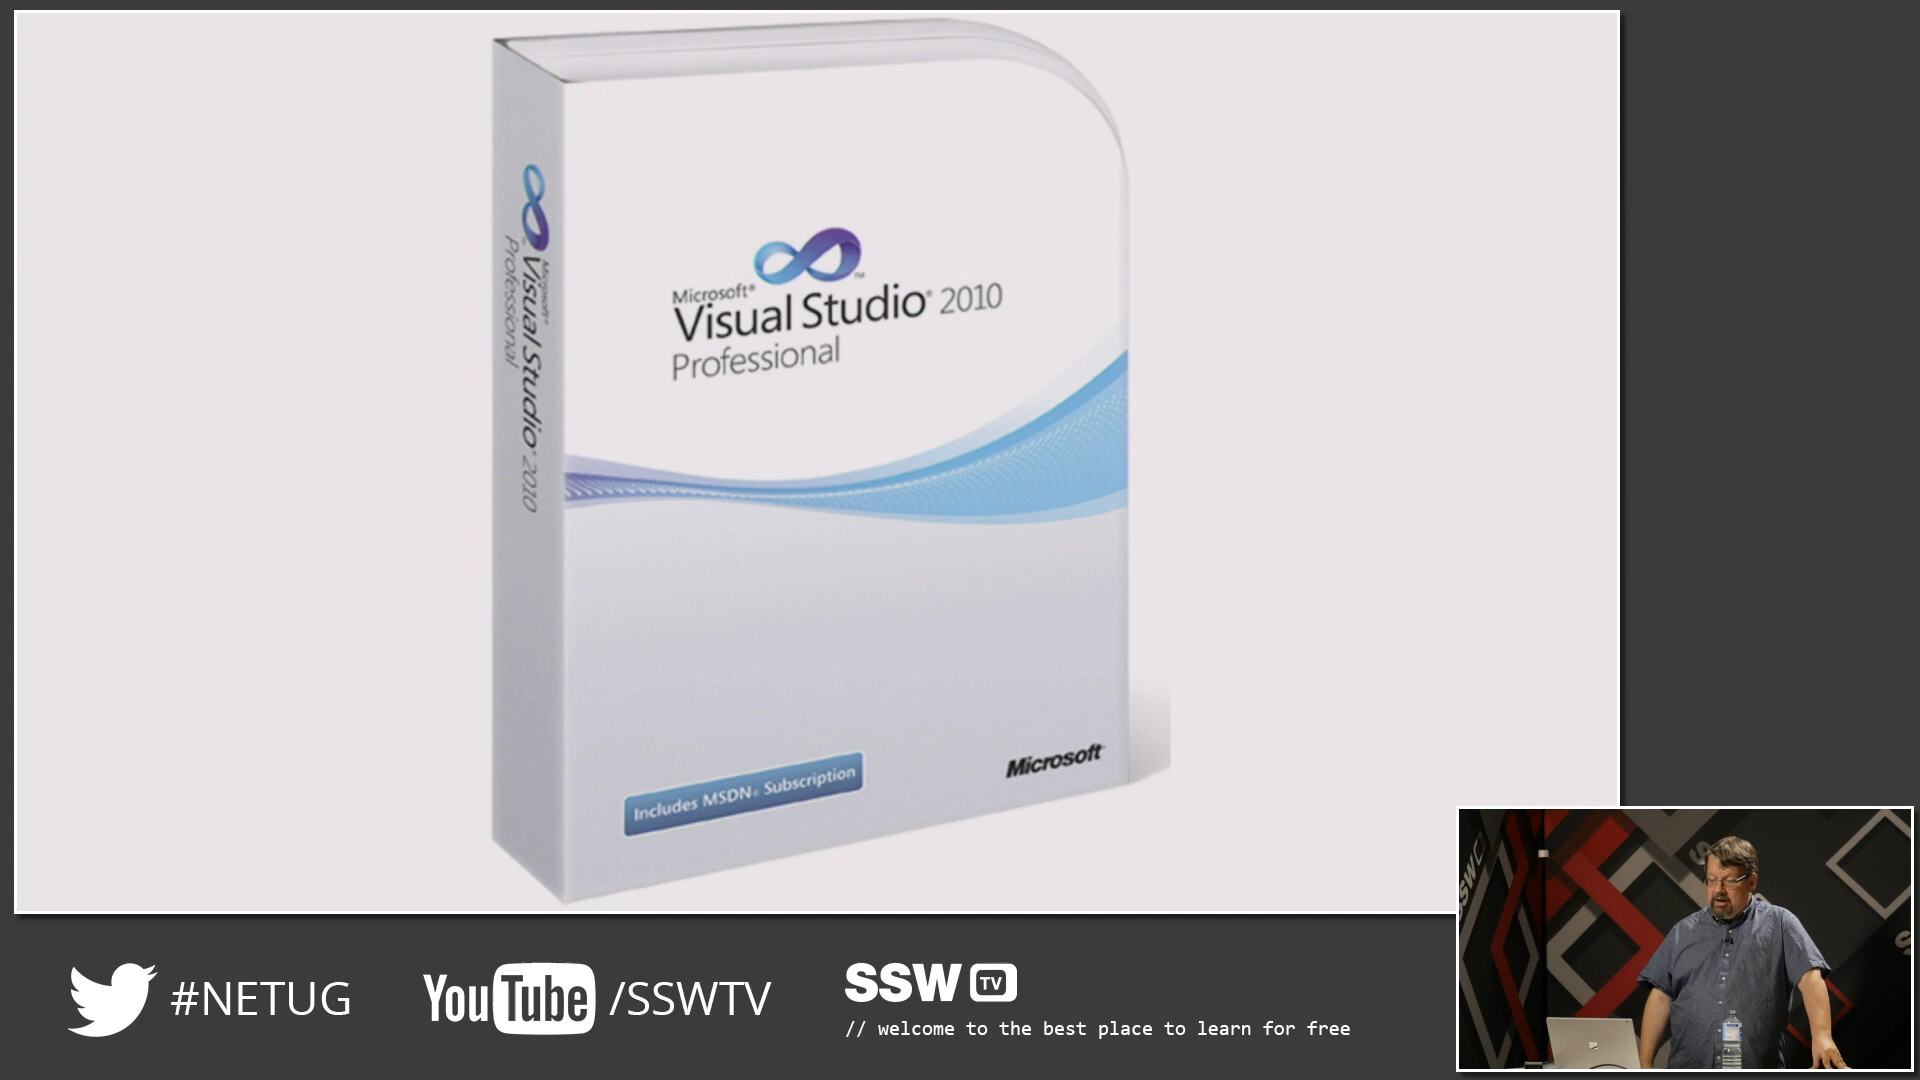 Microsoft®
Visual Studio® 2010
Professional
Microsoft®
Visual Studio® 2010
Professional
Includes MSDN® Subscription
Microsoft
#NETUG
YouTube /SSWTV
SSW TV
// welcome to the best place to learn for free
SSW